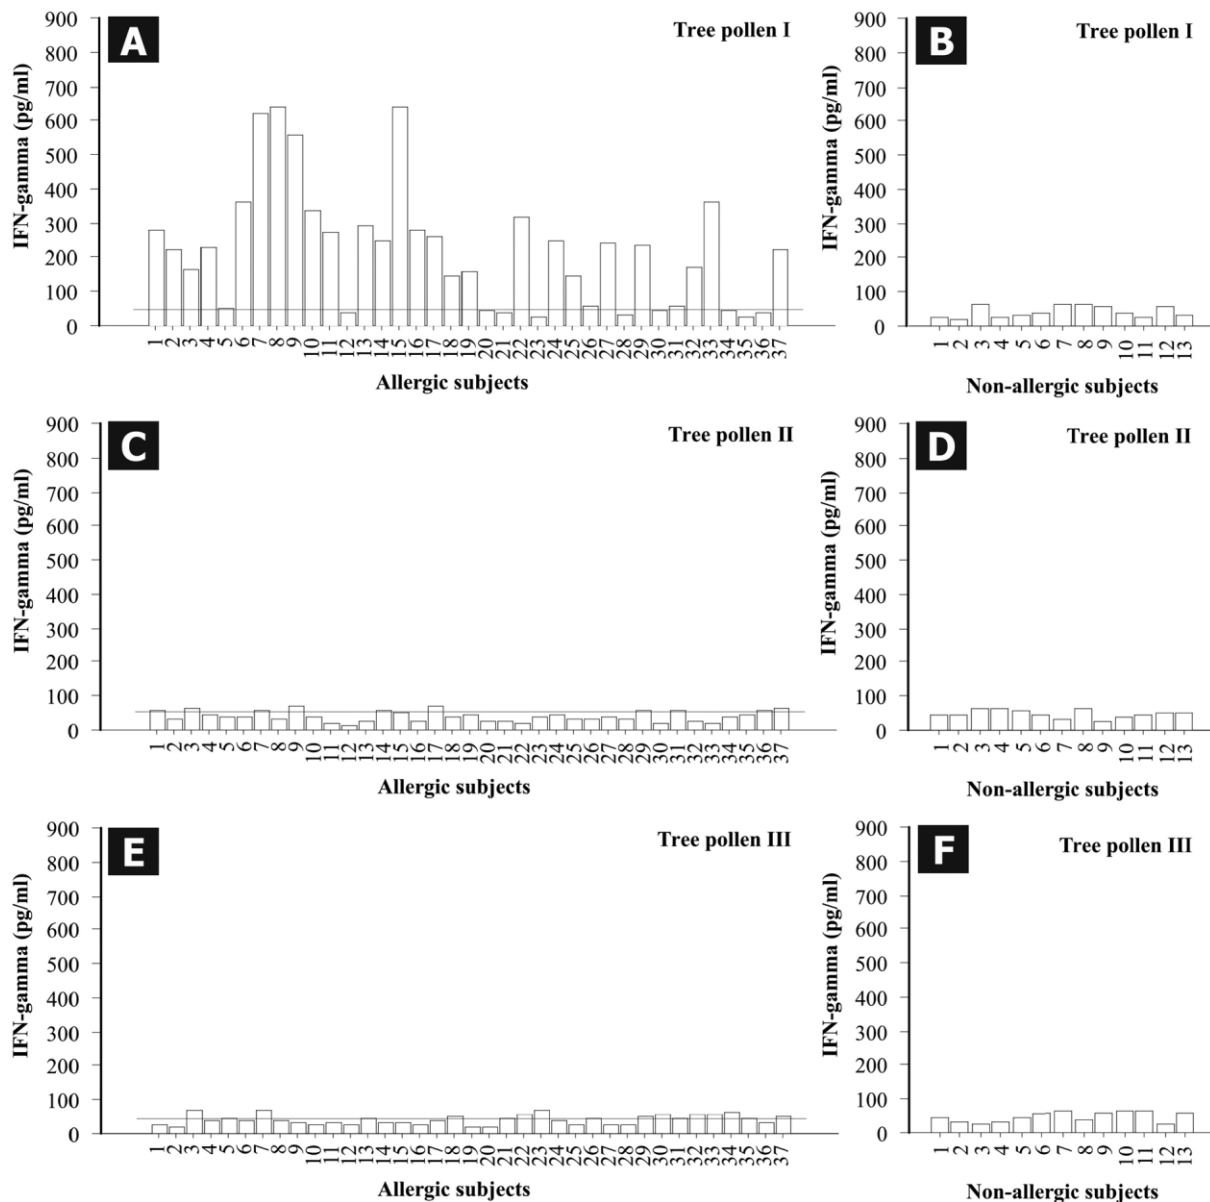 A
Tree pollen I
IFN-gamma (pg/ml)
900
800
700
600
500
400
300
200
100
0
1 2 3 4 5 6 7 8 9 10 11 12 13 14 15 16 17 18 19 20 21 22 23 24 25 26 27 28 29 30 31 32 33 34 35 36 37
Allergic subjects
B
Tree pollen I
IFN-gamma (pg/ml)
900
800
700
600
500
400
300
200
100
0
1 2 3 4 5 6 7 8 9 10 11 12 13
Non-allergic subjects
C
Tree pollen II
IFN-gamma (pg/ml)
900
800
700
600
500
400
300
200
100
0
1 2 3 4 5 6 7 8 9 10 11 12 13 14 15 16 17 18 19 20 21 22 23 24 25 26 27 28 29 30 31 32 33 34 35 36 37
Allergic subjects
D
Tree pollen II
IFN-gamma (pg/ml)
900
800
700
600
500
400
300
200
100
0
1 2 3 4 5 6 7 8 9 10 11 12 13
Non-allergic subjects
E
Tree pollen III
IFN-gamma (pg/ml)
900
800
700
600
500
400
300
200
100
0
1 2 3 4 5 6 7 8 9 10 11 12 13 14 15 16 17 18 19 20 21 22 23 24 25 26 27 28 29 30 31 32 33 34 35 36 37
Allergic subjects
F
Tree pollen III
IFN-gamma (pg/ml)
900
800
700
600
500
400
300
200
100
0
1 2 3 4 5 6 7 8 9 10 11 12 13
Non-allergic subjects